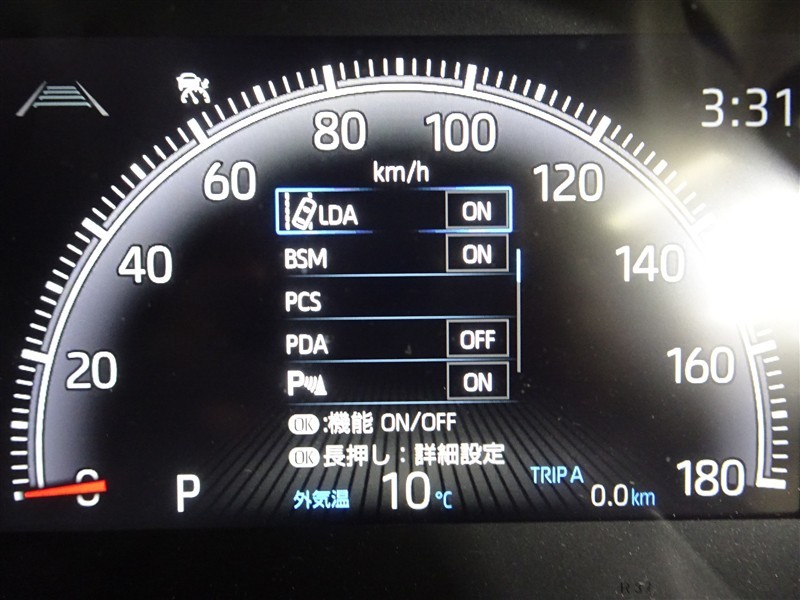 3:31
80 100
km/h
60 120
LDA ON
BSM ON
40 140
PCS
PDA OFF
20 160
P ON
OK:機能 ON/OFF
OK長押し:詳細設定
0 P 外気温 10℃ TRIP A 0.0km 180